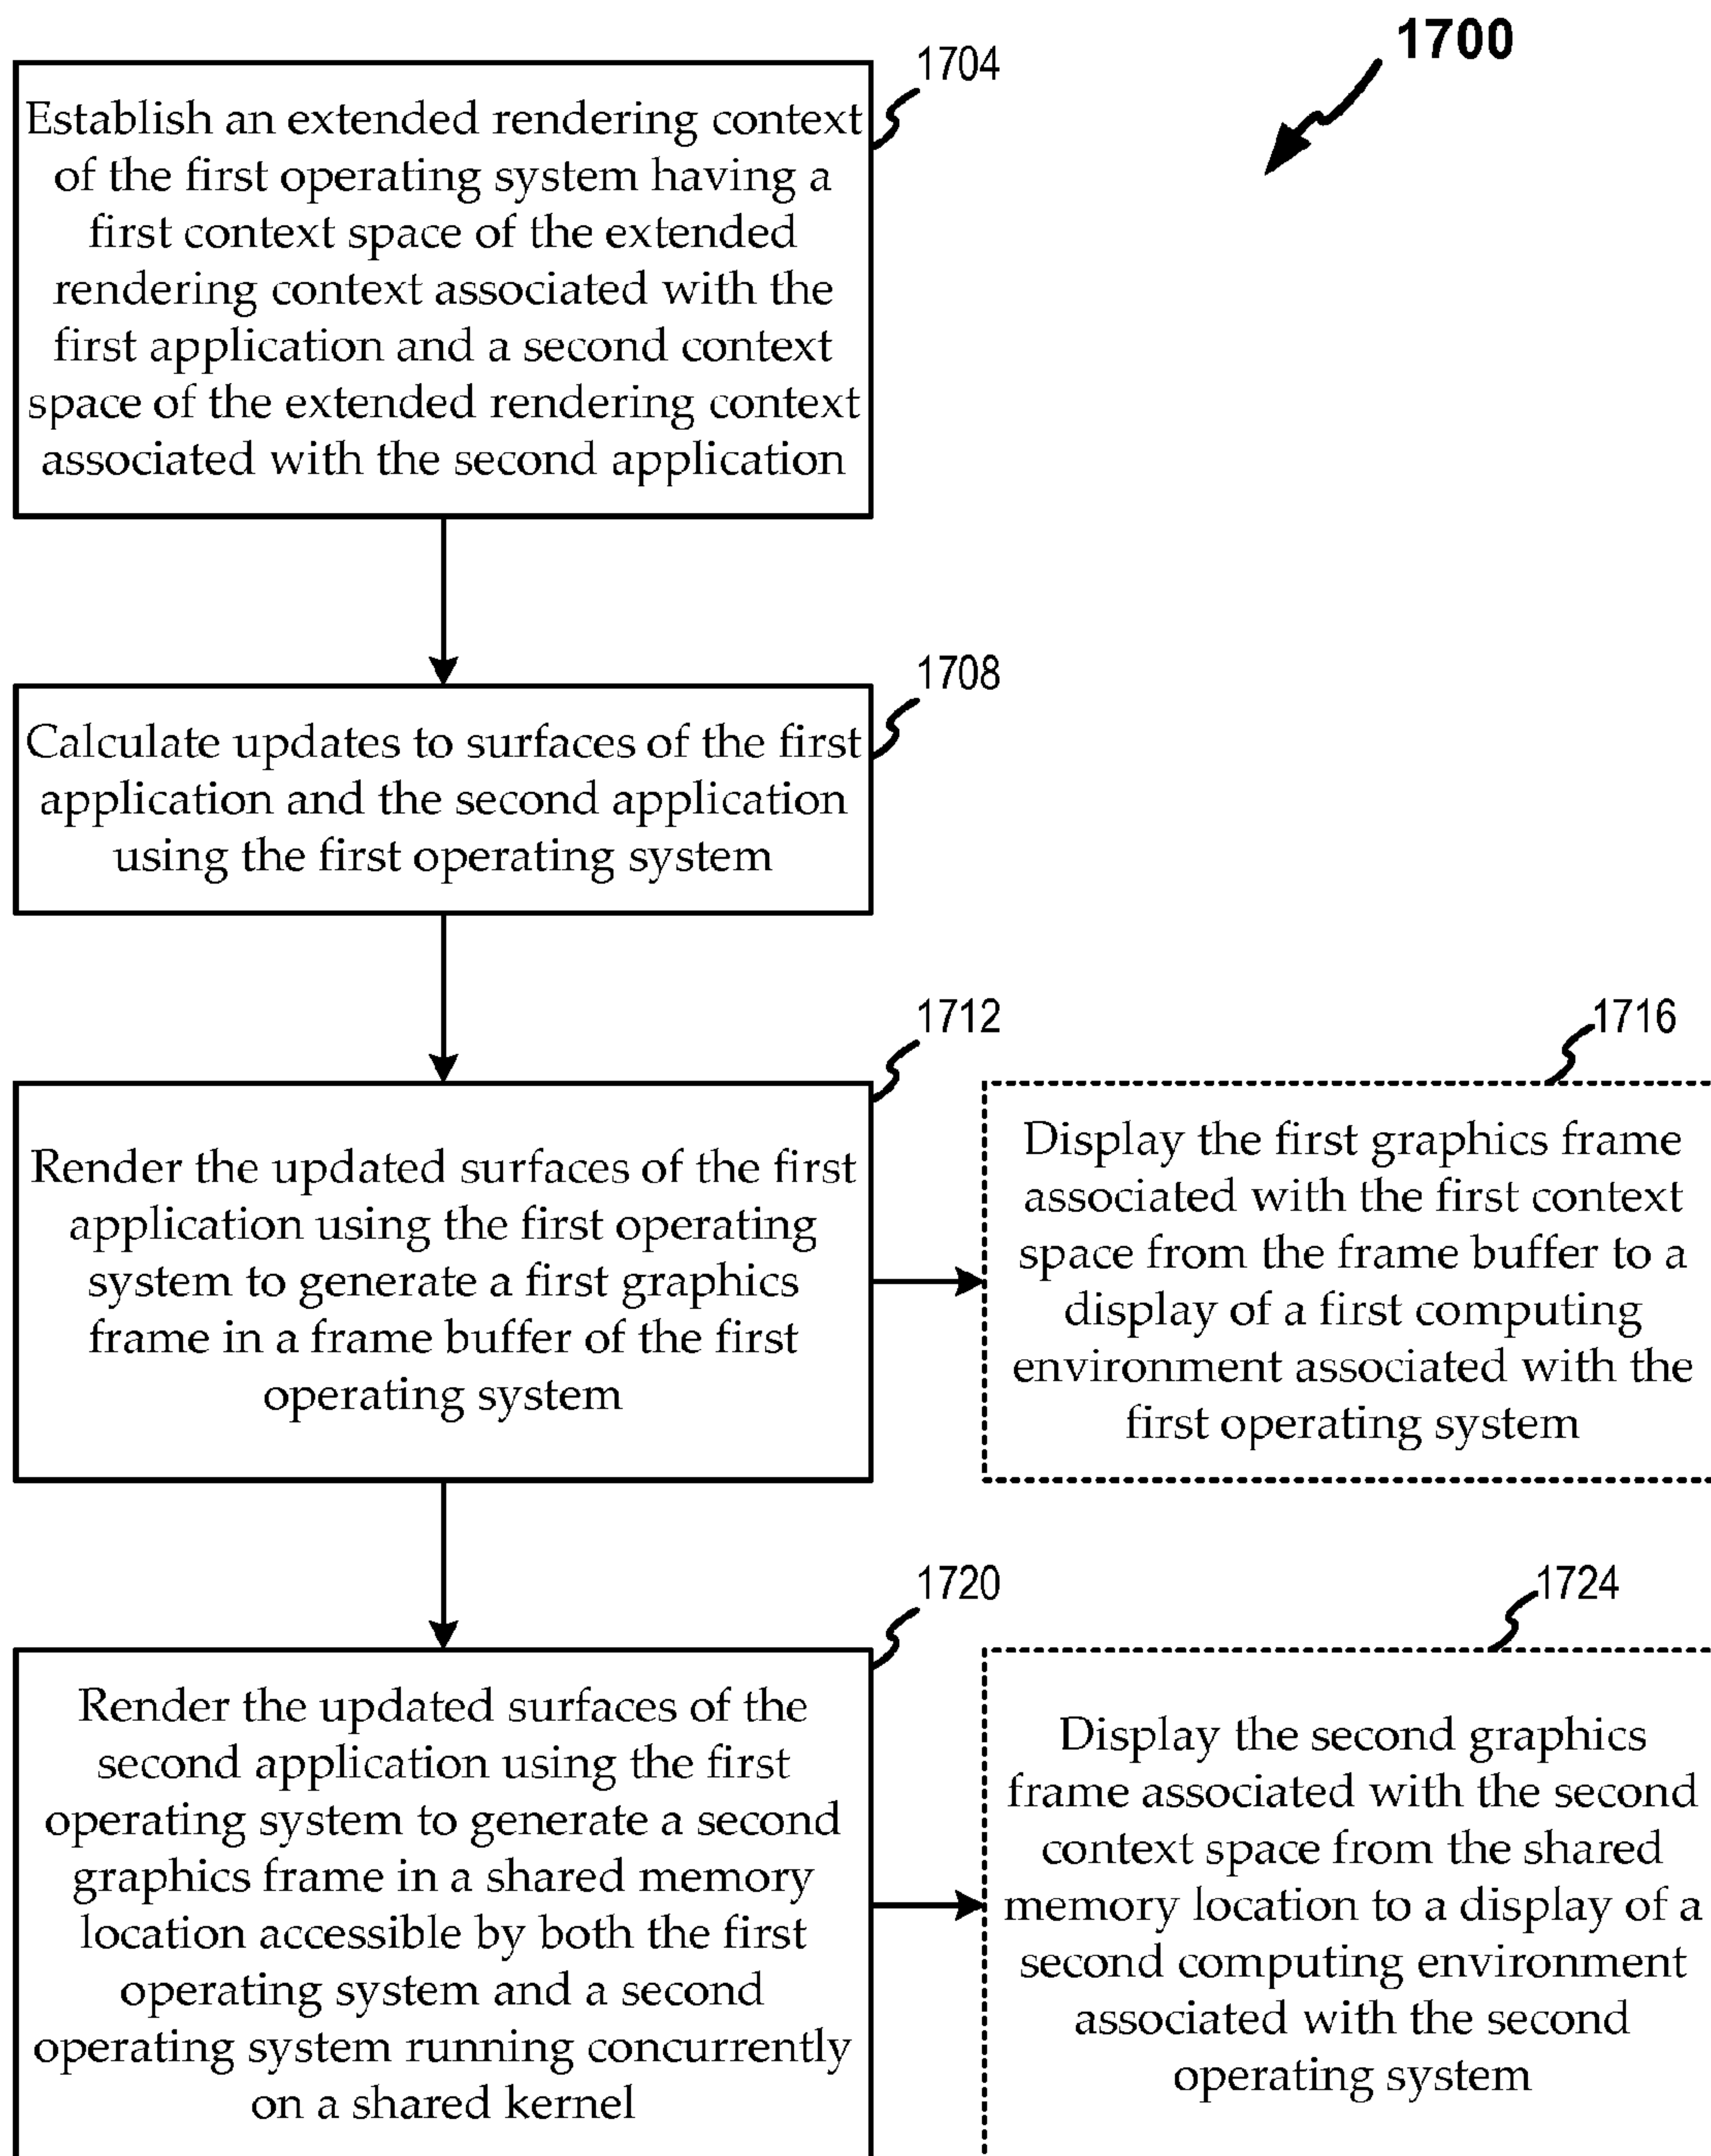 1700
1704
Establish an extended rendering context
of the first operating system having a
first context space of the extended
rendering context associated with the
first application and a second context
space of the extended rendering context
associated with the second application
1708
Calculate updates to surfaces of the first
application and the second application
using the first operating system
1712
Render the updated surfaces of the first
application using the first operating
system to generate a first graphics
frame in a frame buffer of the first
operating system
1716
Display the first graphics frame
associated with the first context
space from the frame buffer to a
display of a first computing
environment associated with the
first operating system
1720
Render the updated surfaces of the
second application using the first
operating system to generate a second
graphics frame in a shared memory
location accessible by both the first
operating system and a second
operating system running concurrently
on a shared kernel
1724
Display the second graphics
frame associated with the second
context space from the shared
memory location to a display of a
second computing environment
associated with the second
operating system